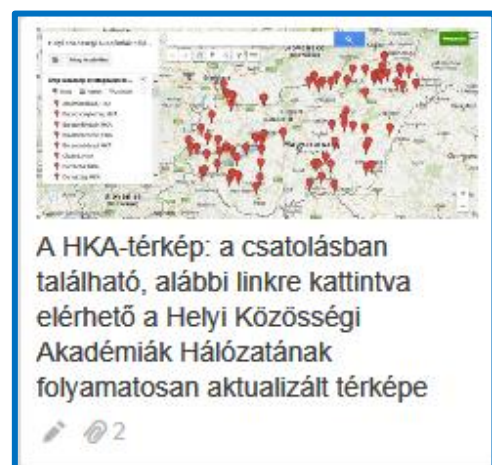 A HKA-térkép: a csatolásban
található, alábbi linkre kattintva
elérhető a Helyi Közösségi
Akadémiák Hálózatának
folyamatosan aktualizált térképe
2